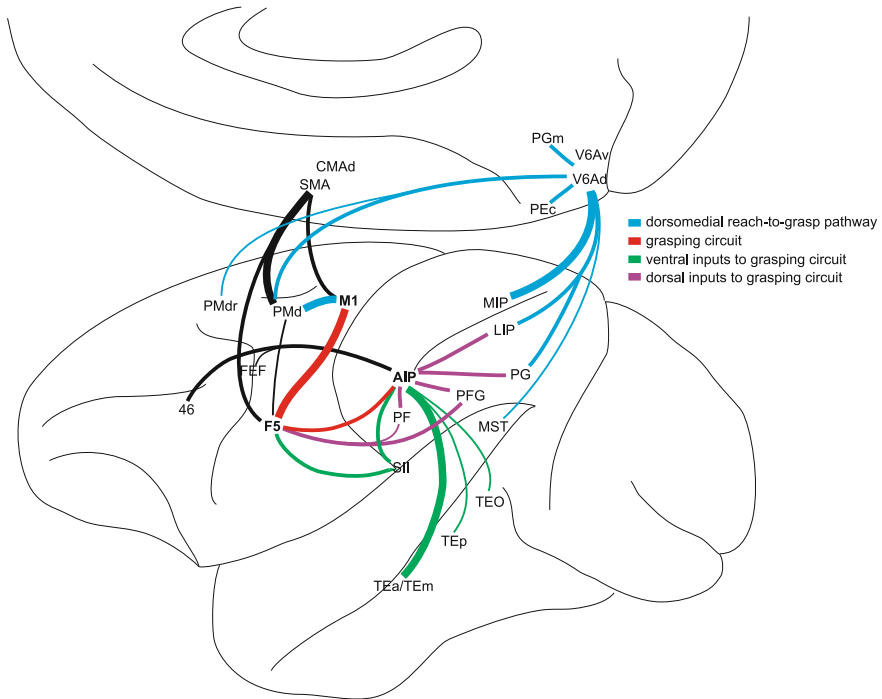 PGm
V6Av
CMAd
SMA
V6Ad
PEc
dorsomedial reach-to-grasp pathway
grasping circuit
ventral inputs to grasping circuit
dorsal inputs to grasping circuit
PMdr
PMd
M1
MIP
LIP
FEF
AIP
PG
46
PFG
F5
PF
MST
SII
TEO
TEp
TEa/TEm